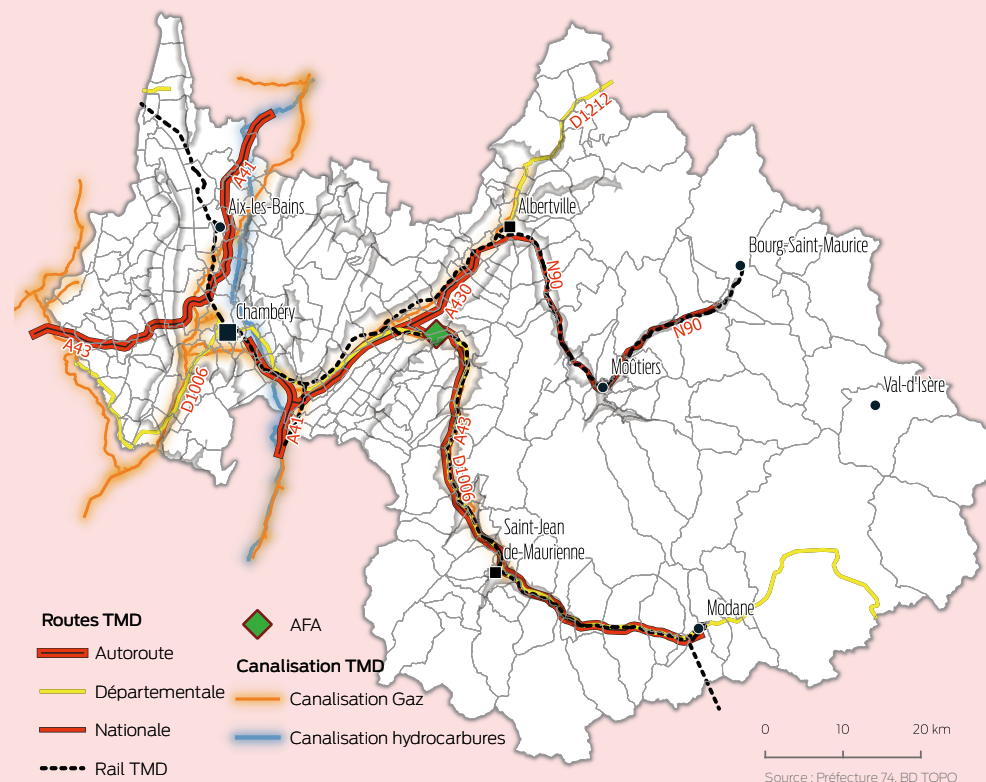 D1212
A41
Aix-les-Bains
Albertville
Bourg-Saint-Maurice
N90
A430
Chambéry
A43
N90
Moûtiers
Val-d'Isère
D1006
A41
A43
D1006
Saint-Jean
de-Maurienne
Modane
Routes TMD
Autoroute
Départementale
Nationale
Rail TMD
AFA
Canalisation TMD
Canalisation Gaz
Canalisation hydrocarbures
0 10 20 km
Source : Préfecture 74, BD TOPO